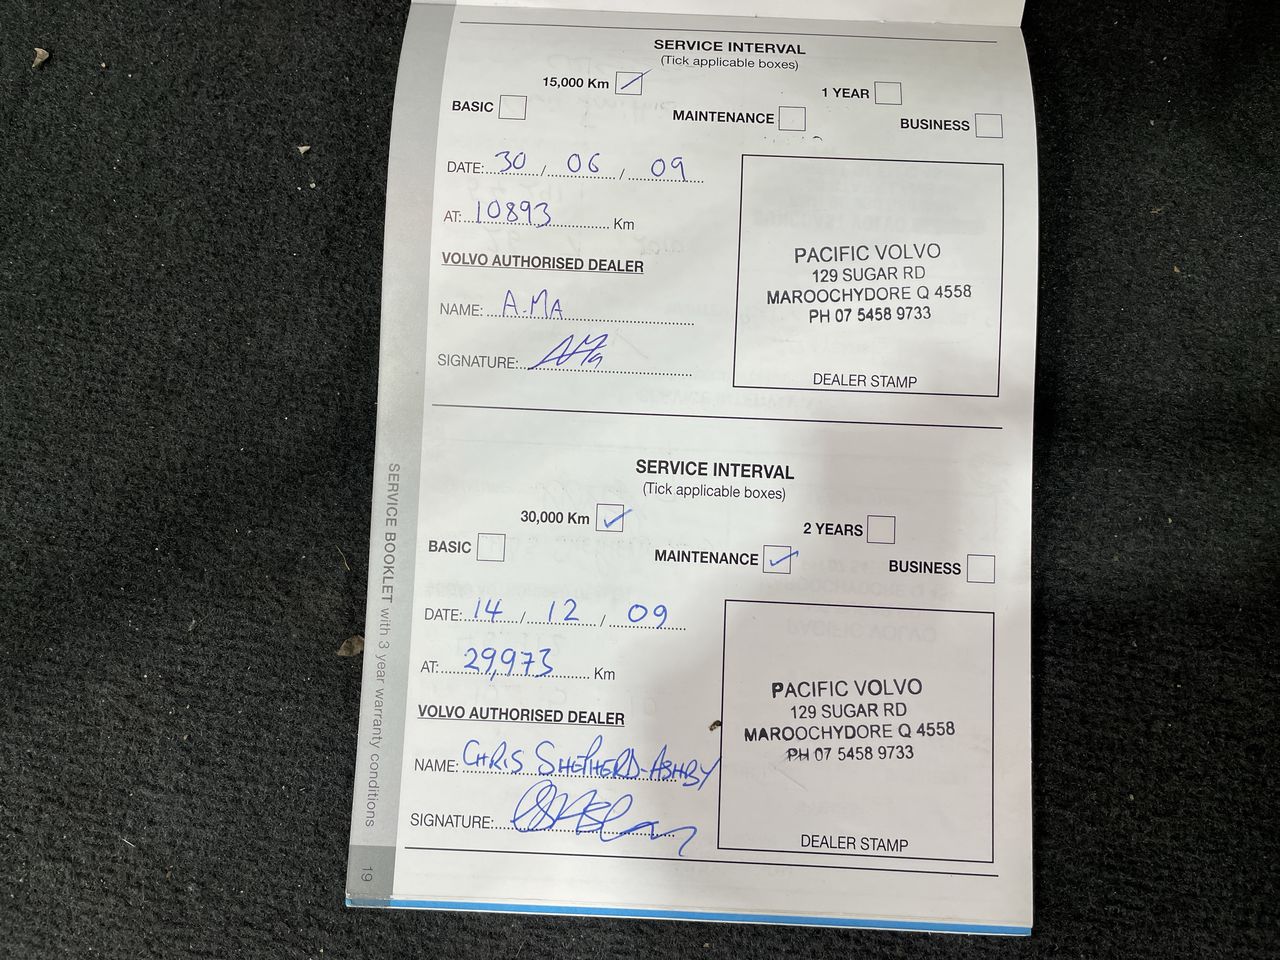 SERVICE INTERVAL
(Tick applicable boxes)
15,000 Km
1 YEAR
BASIC
MAINTENANCE
BUSINESS
DATE: 30 / 06 / 09
AT: 10893 Km
VOLVO AUTHORISED DEALER
NAME: A.MA
SIGNATURE:
PACIFIC VOLVO
129 SUGAR RD
MAROOCHYDORE Q 4558
PH 07 5458 9733
DEALER STAMP
SERVICE INTERVAL
(Tick applicable boxes)
30,000 Km
2 YEARS
BASIC
MAINTENANCE
BUSINESS
DATE: 14 / 12 / 09
AT: 29,973 Km
VOLVO AUTHORISED DEALER
NAME: CHRIS SHEPHERD-ASHBY
SIGNATURE:
PACIFIC VOLVO
129 SUGAR RD
MAROOCHYDORE Q 4558
PH 07 5458 9733
DEALER STAMP
SERVICE BOOKLET with 3 year warranty conditions
19